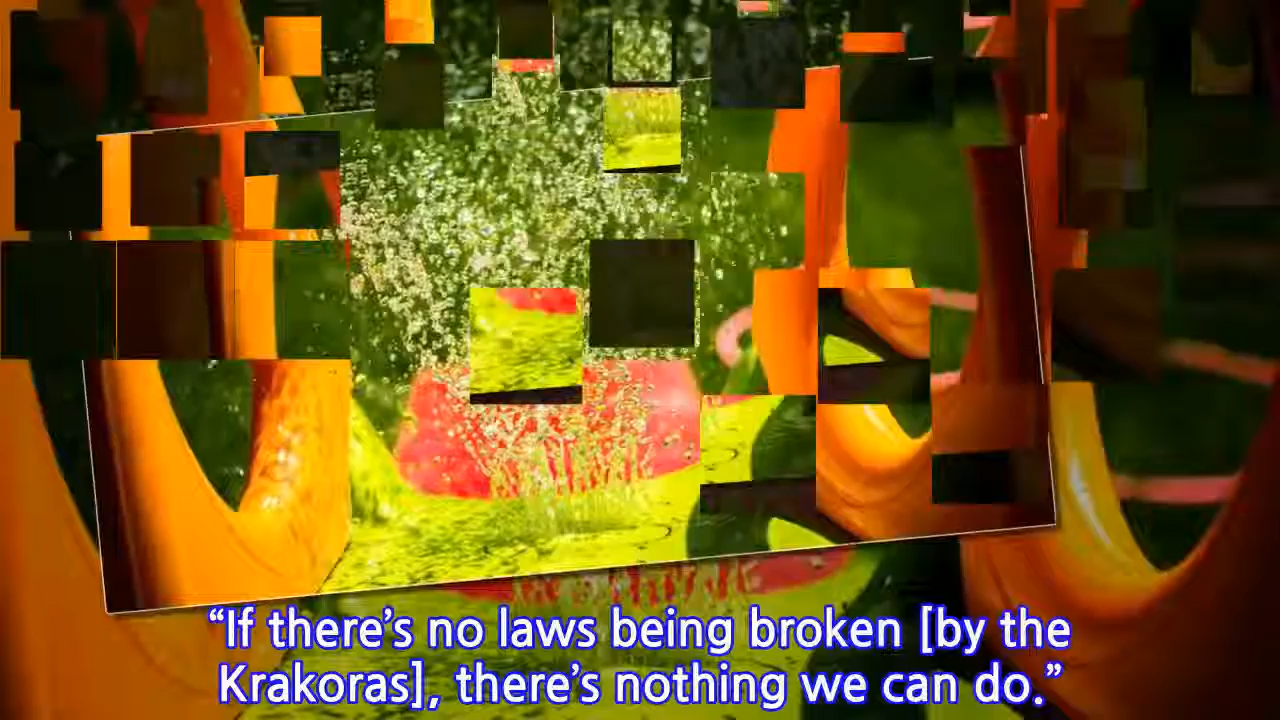 “If there’s no laws being broken [by the
Krakoras], there’s nothing we can do.”